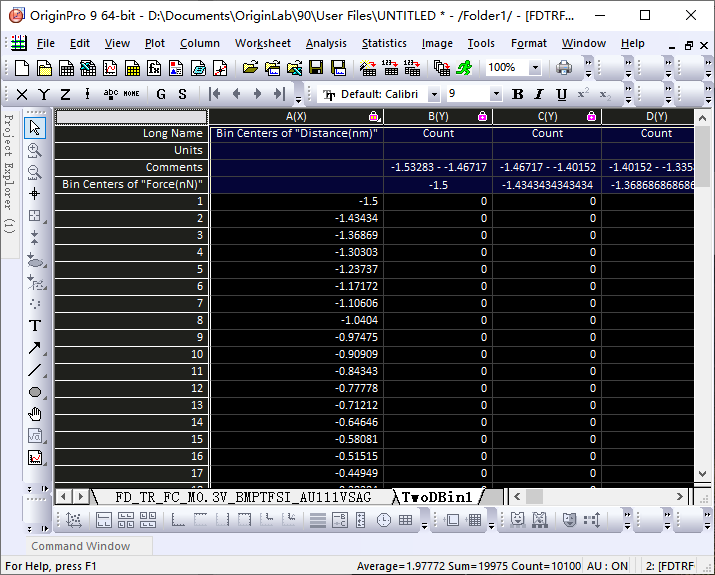 OriginPro 9 64-bit - D:\Documents\OriginLab\90\User Files\UNTITLED * - /Folder1/ - [FDTRF...
File Edit View Plot Column Worksheet Analysis Statistics Image Tools Format Window Help
100%
X Y Z ABC NONE G S Default: Calibri 9 B I U x² x₂
Project Explorer (1)
A(X) B(Y) C(Y) D(Y)
Long Name Bin Centers of "Distance(nm)" Count Count Count
Units
Comments -1.53283 - -1.46717 -1.46717 - -1.40152 -1.40152 - -1.3354
Bin Centers of "Force(nN)" -1.5 -1.4343434343434 -1.368686868686
1 -1.5 0 0
2 -1.43434 0 0
3 -1.36869 0 0
4 -1.30303 0 0
5 -1.23737 0 0
6 -1.17172 0 0
7 -1.10606 0 0
8 -1.0404 0 0
9 -0.97475 0 0
10 -0.90909 0 0
11 -0.84343 0 0
12 -0.77778 0 0
13 -0.71212 0 0
14 -0.64646 0 0
15 -0.58081 0 0
16 -0.51515 0 0
17 -0.44949 0 0
FD_TR_FC_M0.3V_BMPTFSI_AU111VSAG TwoDBin1
Command Window
For Help, press F1 Average=1.97772 Sum=19975 Count=10100 AU : ON 2: [FDTRF